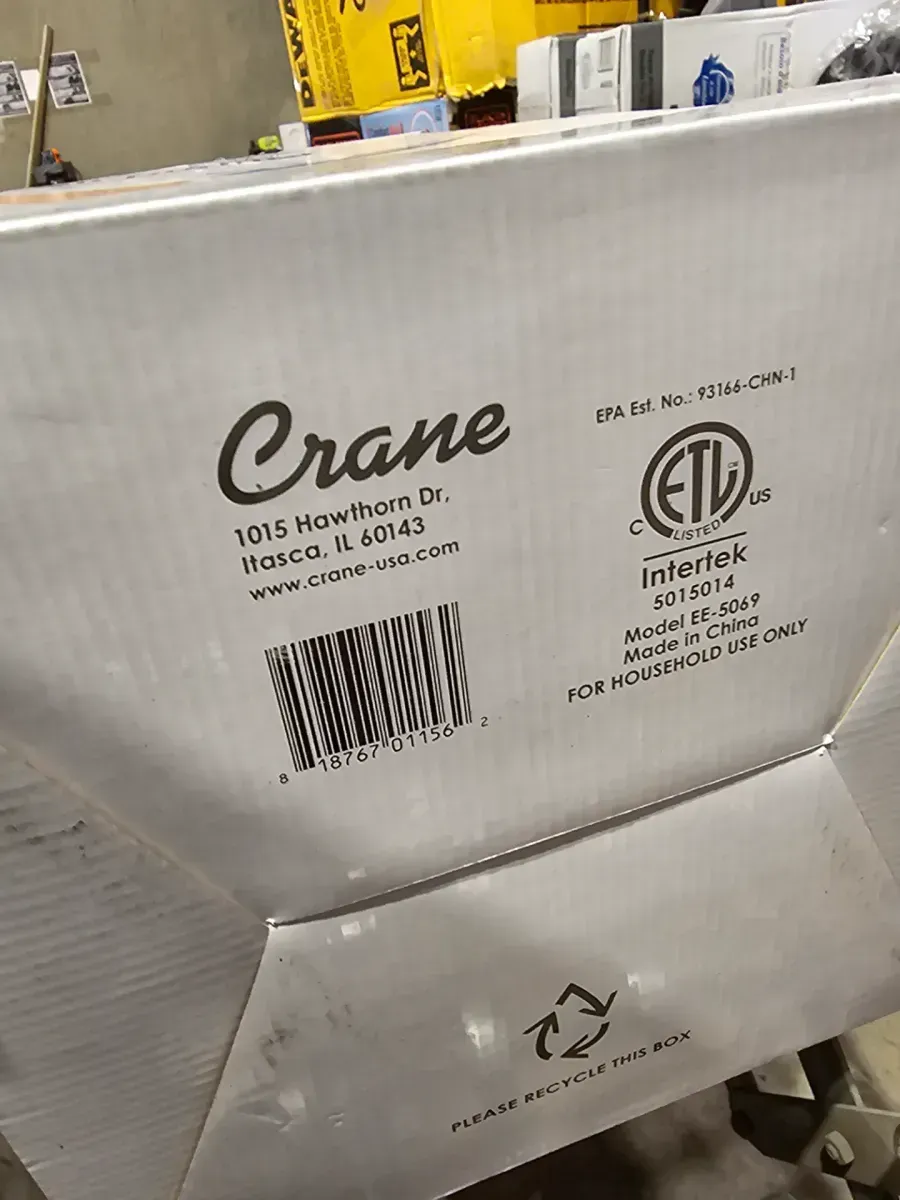 Crane
1015 Hawthorn Dr,
Itasca, IL 60143
www.crane-usa.com
8 18767 01156 2
EPA Est. No.: 93166-CHN-1
ETL
C LISTED US
Intertek
5015014
Model EE-5069
Made in China
FOR HOUSEHOLD USE ONLY
PLEASE RECYCLE THIS BOX